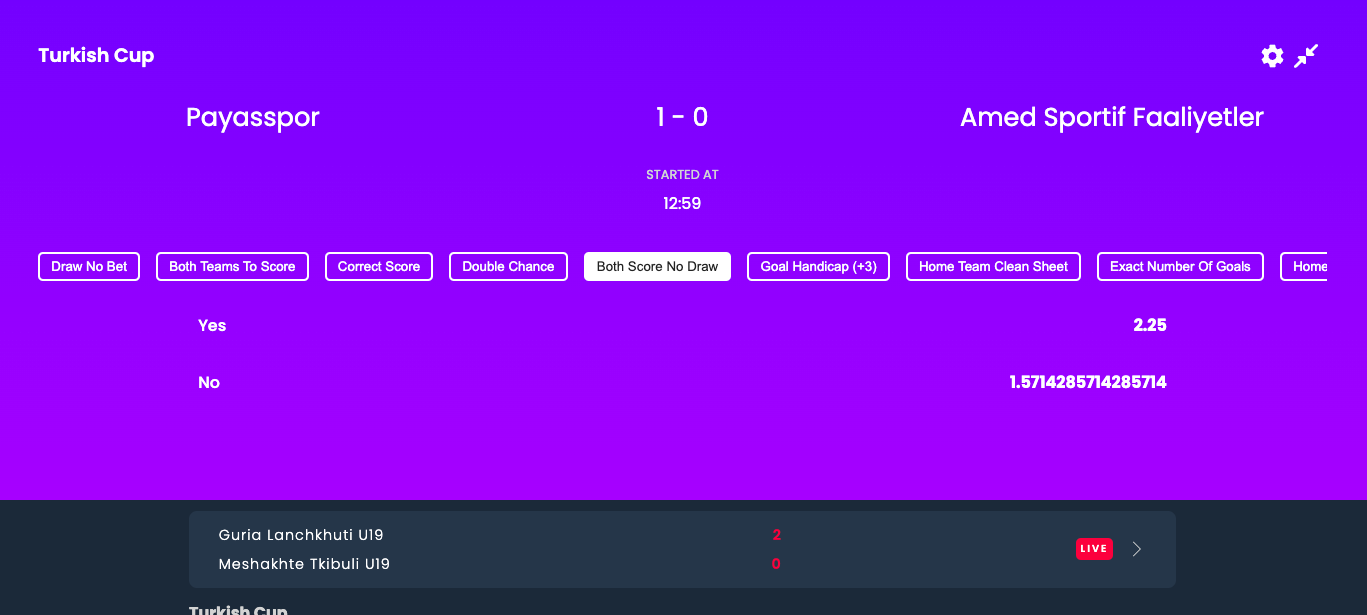 Turkish Cup
Payasspor 1 - 0 Amed Sportif Faaliyetler
STARTED AT
12:59
Draw No Bet Both Teams To Score Correct Score Double Chance Both Score No Draw Goal Handicap (+3) Home Team Clean Sheet Exact Number Of Goals Home
Yes 2.25
No 1.5714285714285714
Guria Lanchkhuti U19 2
LIVE
Meshakhte Tkibuli U19 0
Turkish Cup